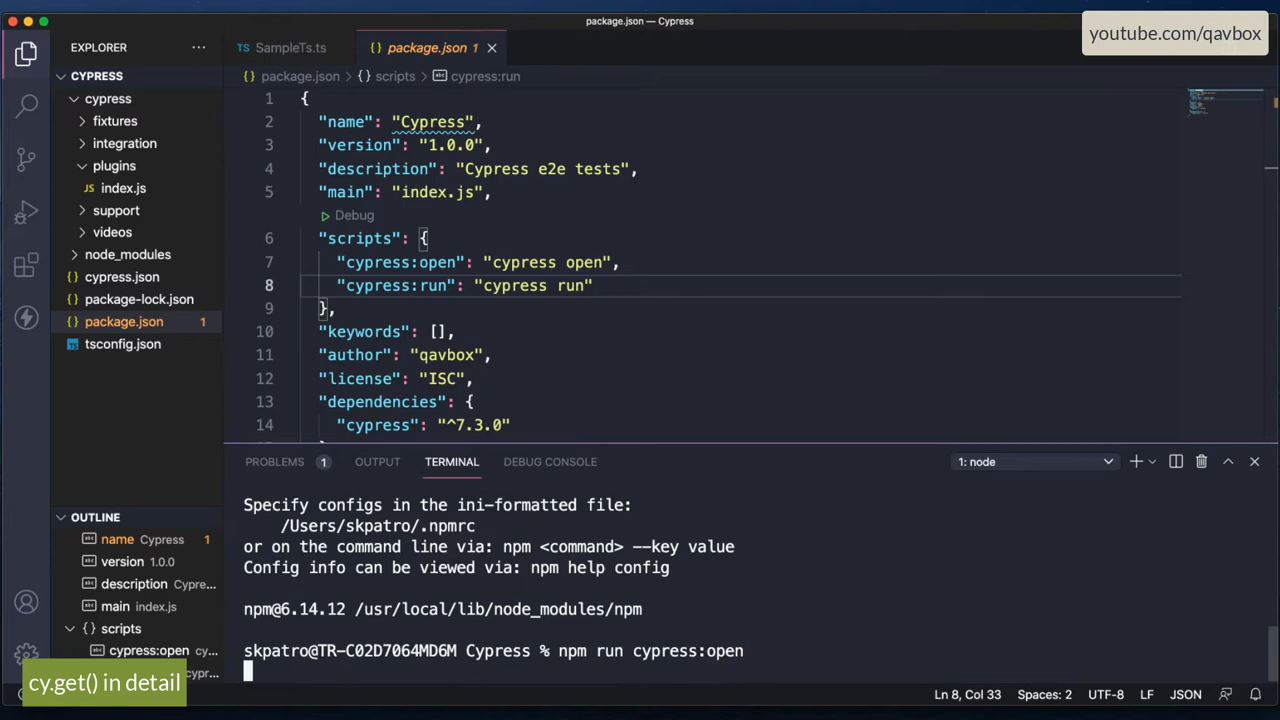 package.json — Cypress
youtube.com/qavbox
EXPLORER
SampleTs.ts
package.json 1
CYPRESS
package.json > scripts > cypress:run
cypress
fixtures
integration
plugins
index.js
support
videos
node_modules
cypress.json
package-lock.json
package.json 1
tsconfig.json
1 {
2 "name": "Cypress",
3 "version": "1.0.0",
4 "description": "Cypress e2e tests",
5 "main": "index.js",
Debug
6 "scripts": {
7 "cypress:open": "cypress open",
8 "cypress:run": "cypress run"
9 },
10 "keywords": [],
11 "author": "qavbox",
12 "license": "ISC",
13 "dependencies": {
14 "cypress": "^7.3.0"
PROBLEMS 1 OUTPUT TERMINAL DEBUG CONSOLE
1: node
Specify configs in the ini-formatted file:
/Users/skpatro/.npmrc
or on the command line via: npm <command> --key value
Config info can be viewed via: npm help config
npm@6.14.12 /usr/local/lib/node_modules/npm
skpatro@TR-C02D7064MD6M Cypress % npm run cypress:open
OUTLINE
name Cypress 1
version 1.0.0
description Cypre...
main index.js
scripts
cypress:open cy...
cy.get() in detail
Ln 8, Col 33 Spaces: 2 UTF-8 LF JSON